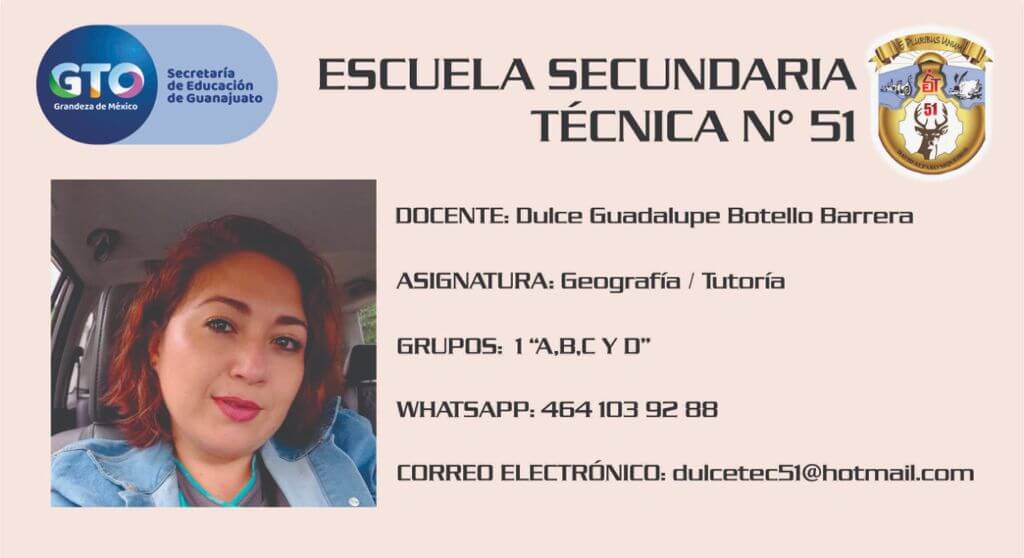 GTO
Grandeza de México
Secretaría
de Educación
de Guanajuato
ESCUELA SECUNDARIA
TÉCNICA N° 51
E PLURIBUS UNUM
51
DOCENTE: Dulce Guadalupe Botello Barrera
ASIGNATURA: Geografía / Tutoría
GRUPOS: 1 “A,B,C Y D”
WHATSAPP: 464 103 92 88
CORREO ELECTRÓNICO: dulcetec51@hotmail.com